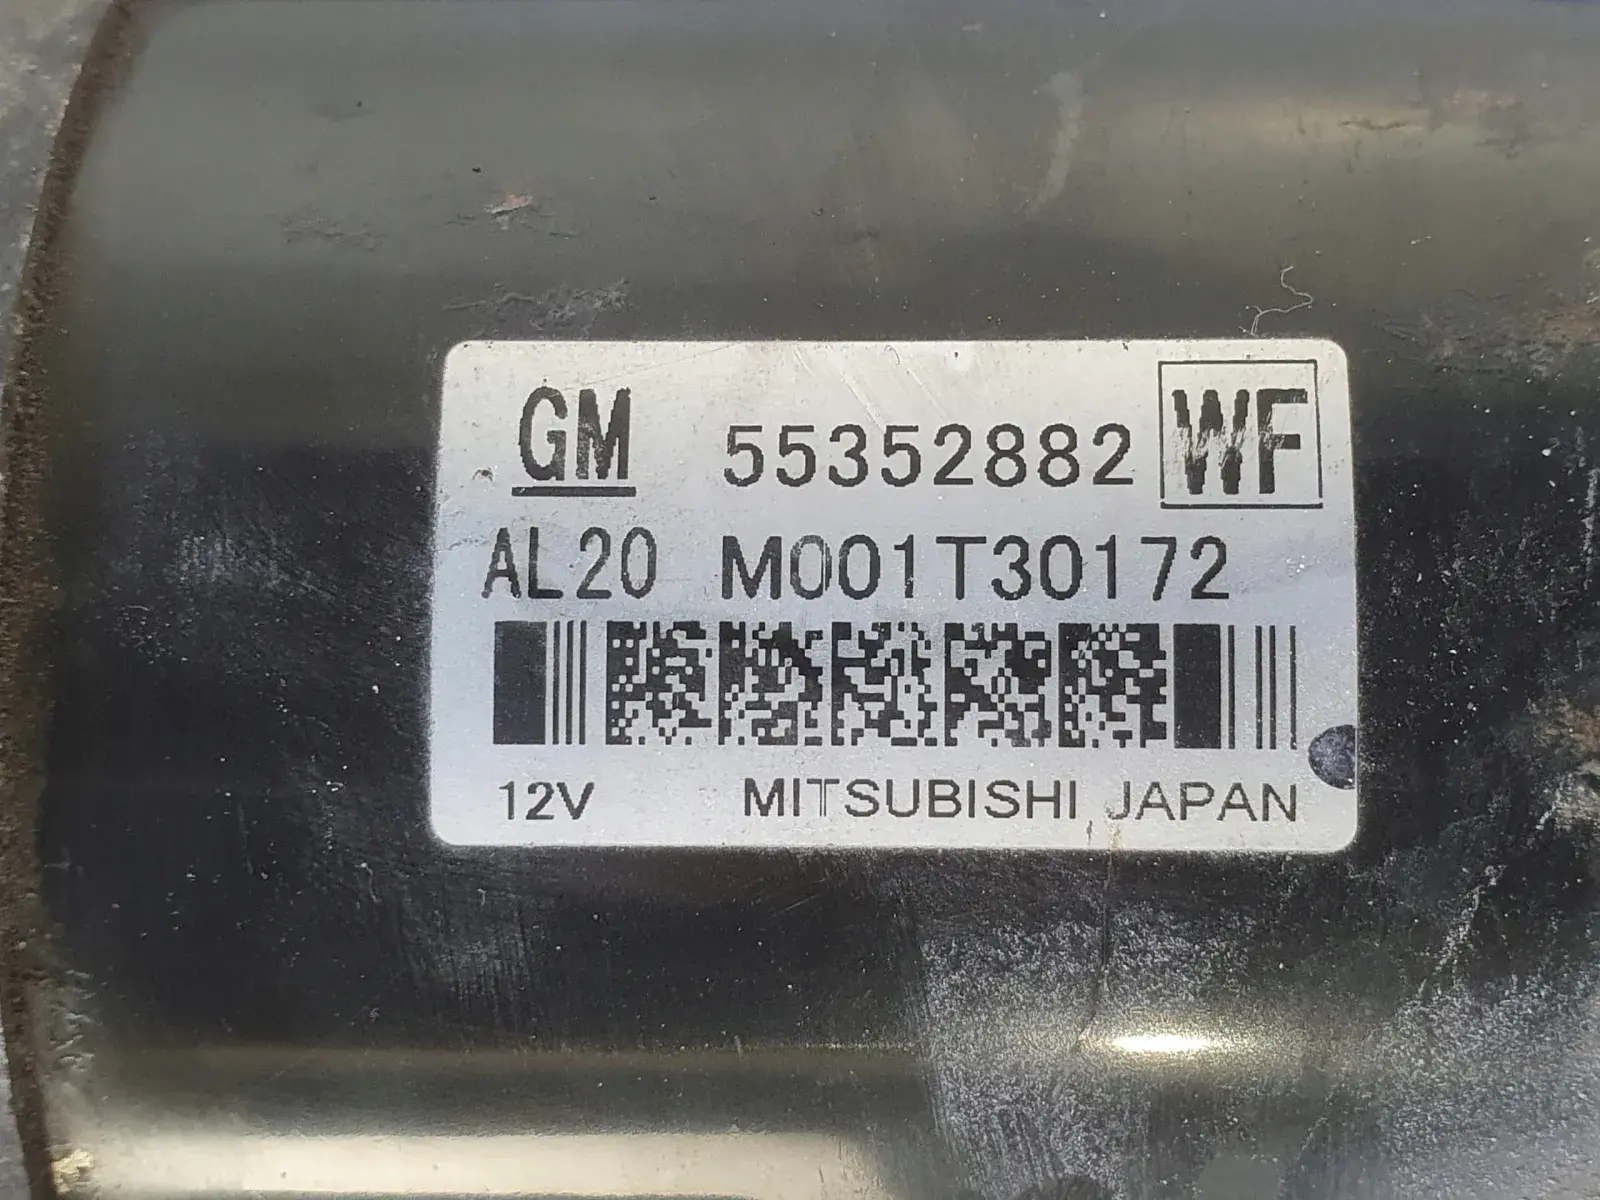 GM 55352882 WF
AL20 M001T30172
12V MITSUBISHI JAPAN